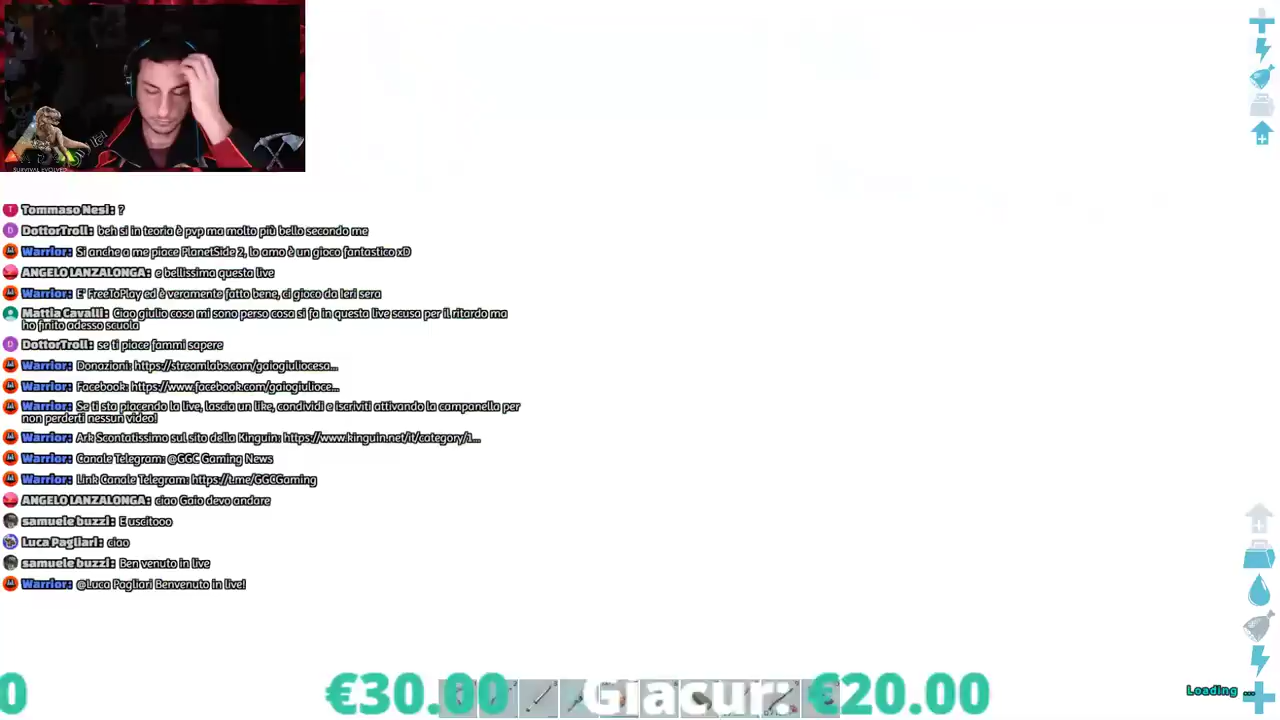 SURVIVAL EVOLVED
Tommaso Nesi: ?
DottorTroll: beh si in teoria è pvp ma molto più bello secondo me
Warrior: Si anche a me piace PlanetSide 2, lo amo è un gioco fantastico xD
ANGELO LANZALONGA: e bellissima questa live
Warrior: E' FreeToPlay ed è veramente fatto bene, ci gioco da ieri sera
Mattia Cavalli: Ciao giulio cosa mi sono perso cosa si fa in questa live scusa per il ritardo ma
ho finito adesso scuola
DottorTroll: se ti piace fammi sapere
Warrior: Donazioni: https://streamlabs.com/gaiogiuliocesa...
Warrior: Facebook: https://www.facebook.com/gaiogiulioce...
Warrior: Se ti sta piacendo la live, lascia un like, condividi e iscriviti attivando la campanella per
non perderti nessun video!
Warrior: Ark Scontatissimo sul sito della Kinguin: https://www.kinguin.net/it/category/1...
Warrior: Canale Telegram: @GGC Gaming News
Warrior: Link Canale Telegram: https://t.me/GGCGaming
ANGELO LANZALONGA: ciao Gaio devo andare
samuele buzzi: E uscitooo
Luca Pagliari: ciao
samuele buzzi: Ben venuto in live
Warrior: @Luca Pagliari Benvenuto in live!
Loading ...
0 €30.00 Giacur: €20.00